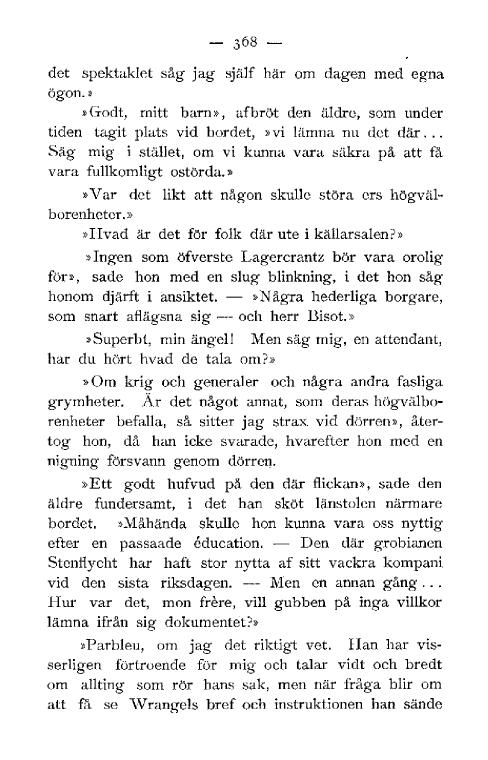 — 368 —
det spektaklet såg jag själf här om dagen med egna
ögon.»
»Godt, mitt barn», afbröt den äldre, som under
tiden tagit plats vid bordet, »vi lämna nu det där...
Säg mig i stället, om vi kunna vara säkra på att få
vara fullkomligt ostörda.»
»Var det likt att någon skulle störa ers högväl-
borenheter.»
»Hvad är det för folk där ute i källarsalen?»
»Ingen som öfverste Lagercrantz bör vara orolig
för», sade hon med en slug blinkning, i det hon såg
honom djärft i ansiktet. — »Några hederliga borgare,
som snart aflägsna sig — och herr Bisot.»
»Superbt, min ängel! Men säg mig, en attendant,
har du hört hvad de tala om?»
»Om krig och generaler och några andra fasliga
grymheter. Är det något annat, som deras högvälbo-
renheter befalla, så sitter jag strax vid dörren», åter-
tog hon, då han icke svarade, hvarefter hon med en
nigning försvann genom dörren.
»Ett godt hufvud på den där flickan», sade den
äldre fundersamt, i det han sköt länstolen närmare
bordet. »Måhända skulle hon kunna vara oss nyttig
efter en passaade éducation. — Den där grobianen
Stenflycht har haft stor nytta af sitt vackra kompani
vid den sista riksdagen. — Men en annan gång...
Hur var det, mon frère, vill gubben på inga villkor
lämna ifrån sig dokumentet?»
»Parbleu, om jag det riktigt vet. Han har vis-
serligen förtroende för mig och talar vidt och bredt
om allting som rör hans sak, men när fråga blir om
att få se Wrangels bref och instruktionen han sände